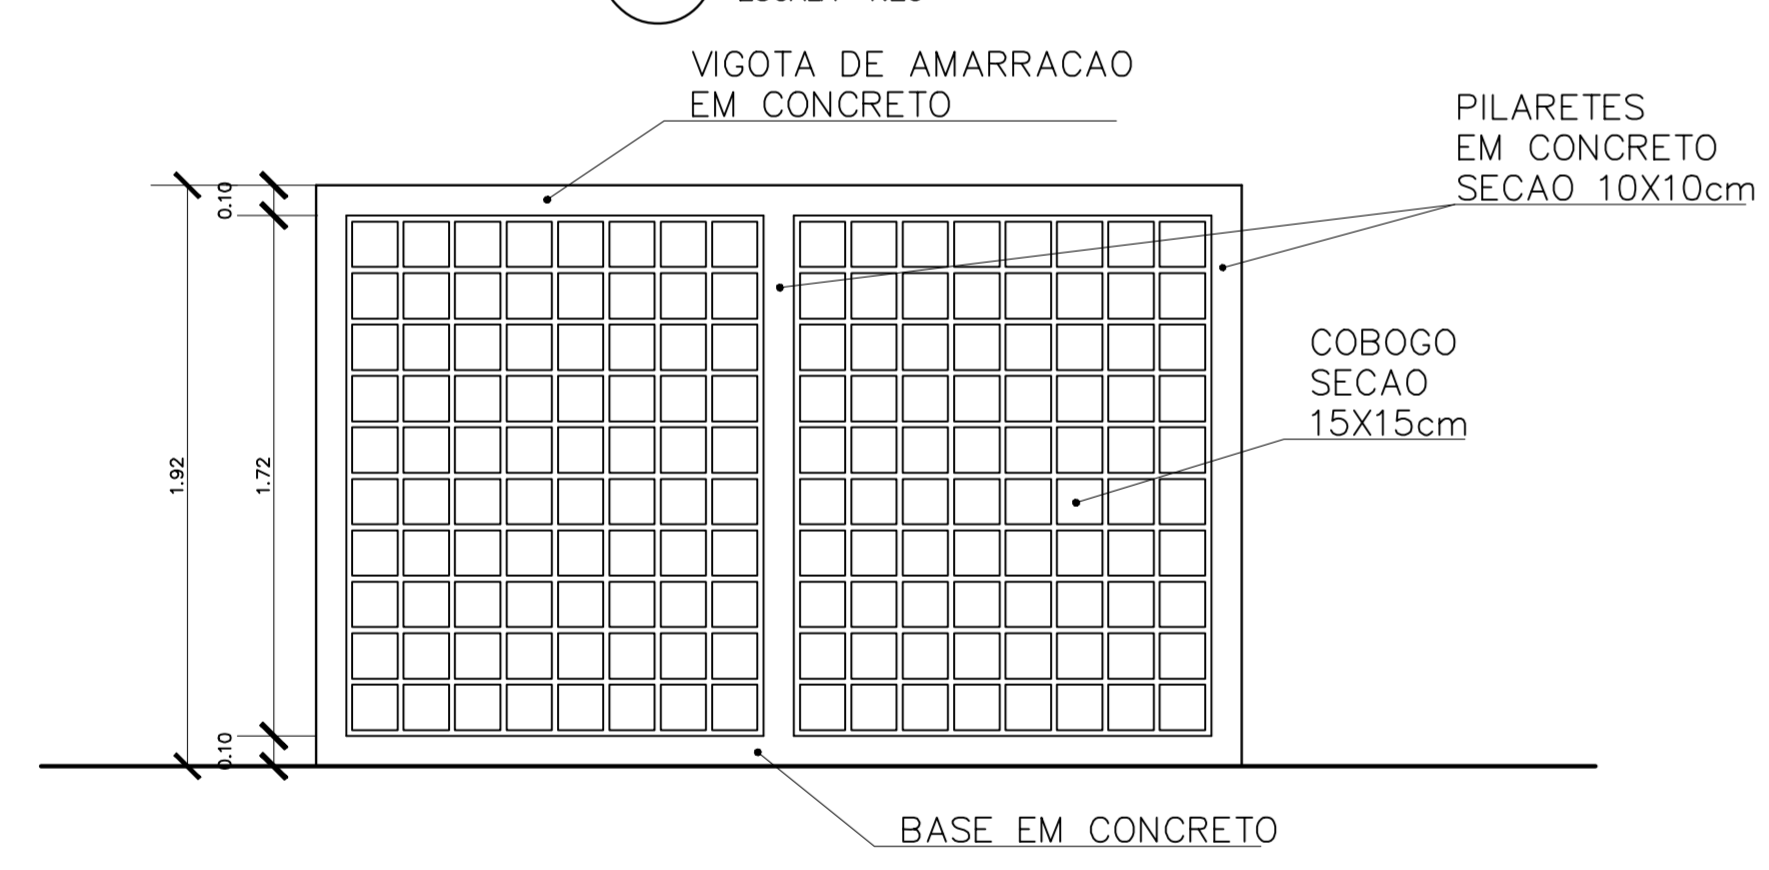 VIGOTA DE AMARRACAO
EM CONCRETO
PILARETES
EM CONCRETO
SECAO 10X10cm
0.10
COBOGO
SECAO
15X15cm
1.92
1.72
0.10
BASE EM CONCRETO